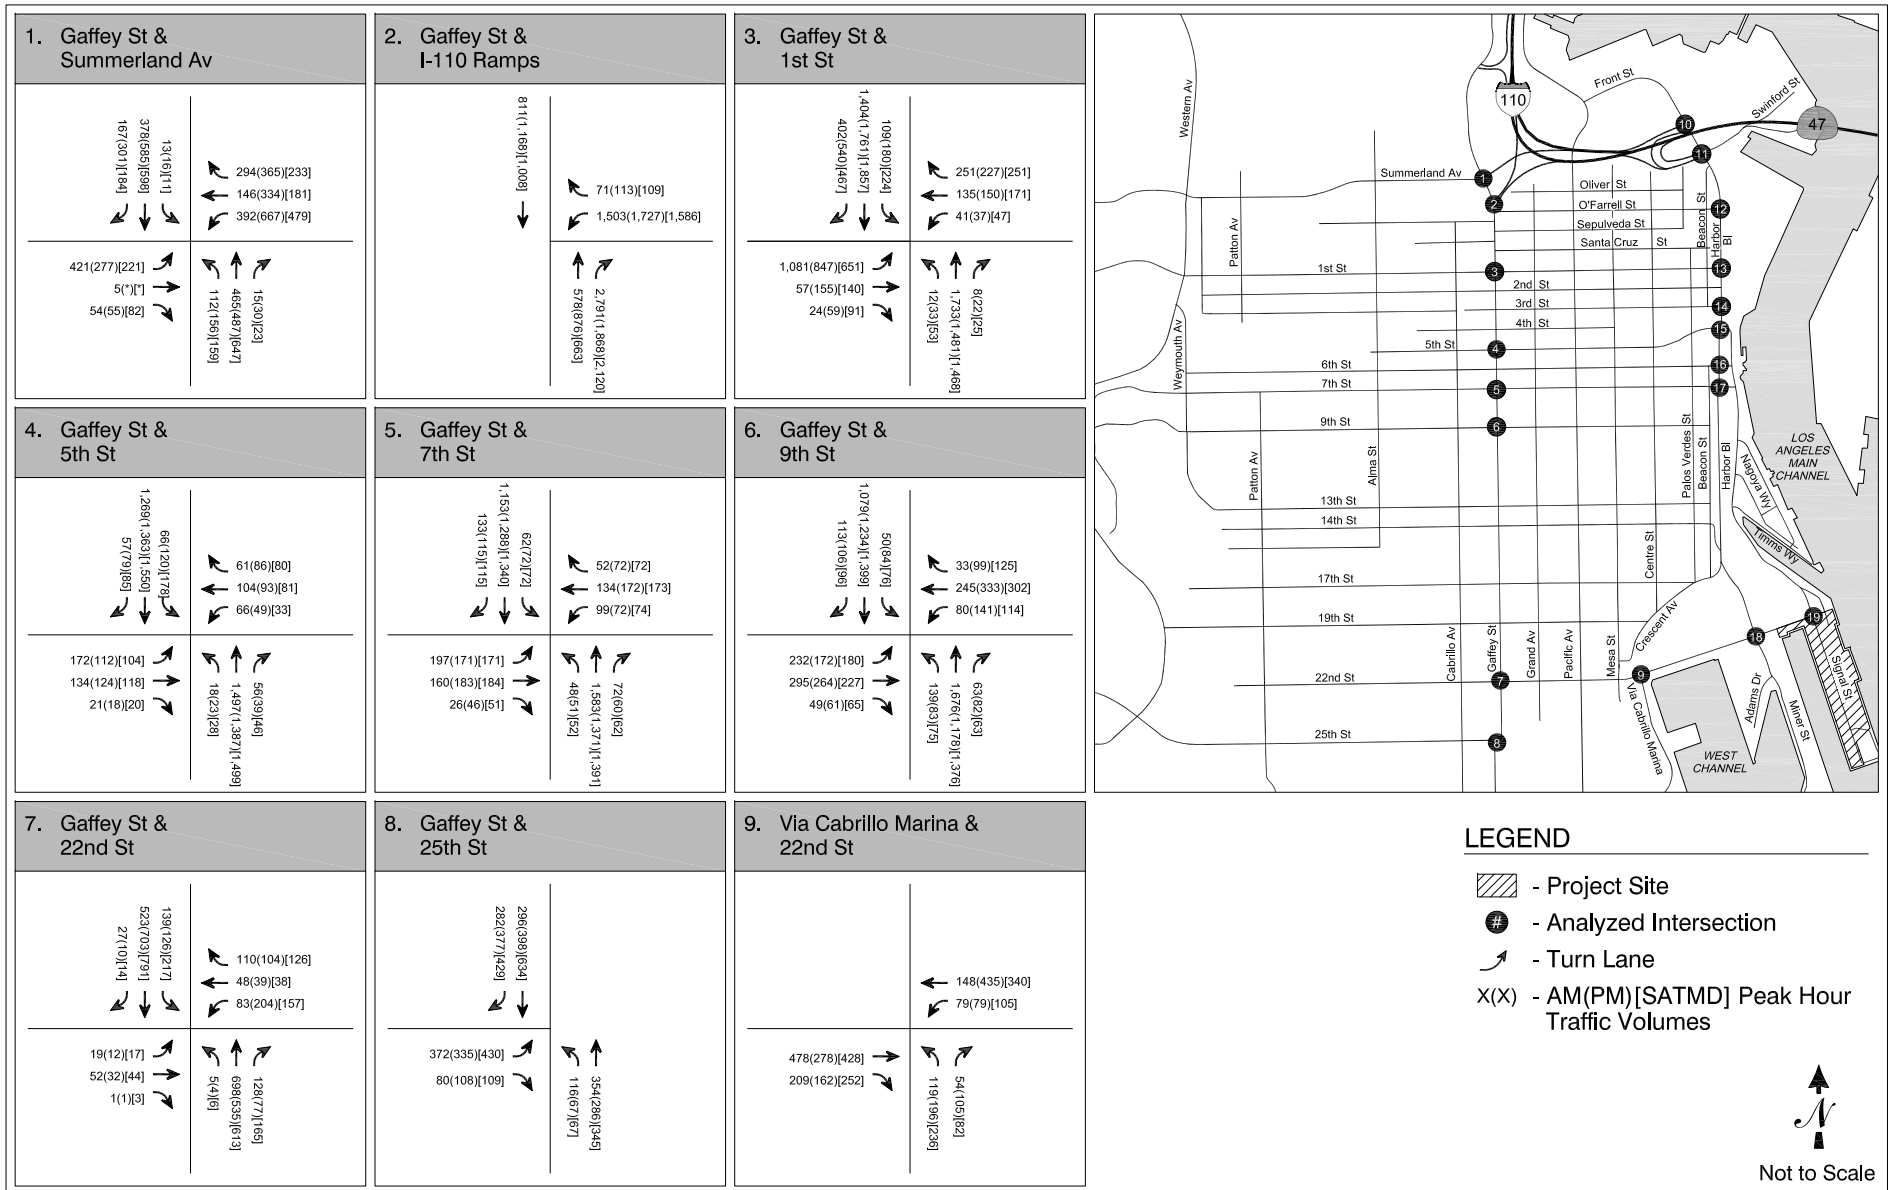 1. Gaffey St &
Summerland Av
167(301)[184]
378(585)[598]
13(16)[11]
294(365)[233]
146(334)[181]
392(667)[479]
421(277)[221]
5(*)[*]
54(55)[82]
112(156)[159]
465(487)[647]
15(30)[23]
2. Gaffey St &
I-110 Ramps
811(1,168)[1,008]
71(113)[109]
1,503(1,727)[1,586]
578(876)[663]
2,791(1,868)[2,120]
3. Gaffey St &
1st St
402(540)[467]
1,404(1,761)[1,857]
109(180)[224]
251(227)[251]
135(150)[171]
41(37)[47]
1,081(847)[651]
57(155)[140]
24(59)[91]
12(33)[53]
1,733(1,481)[1,468]
8(22)[25]
4. Gaffey St &
5th St
57(79)[85]
1,269(1,363)[1,550]
66(120)[178]
61(86)[80]
104(93)[81]
66(49)[33]
172(112)[104]
134(124)[118]
21(18)[20]
18(23)[28]
1,497(1,387)[1,499]
56(39)[46]
5. Gaffey St &
7th St
133(115)[115]
1,153(1,288)[1,340]
62(72)[72]
52(72)[72]
134(172)[173]
99(72)[74]
197(171)[171]
160(183)[184]
26(46)[51]
48(51)[52]
1,583(1,371)[1,391]
72(60)[62]
6. Gaffey St &
9th St
113(106)[96]
1,079(1,234)[1,399]
50(84)[76]
33(99)[125]
245(333)[302]
80(141)[114]
232(172)[180]
295(264)[227]
49(61)[65]
139(83)[75]
1,676(1,178)[1,376]
63(82)[63]
7. Gaffey St &
22nd St
27(10)[14]
523(703)[791]
139(126)[217]
110(104)[126]
48(39)[38]
83(204)[157]
19(12)[17]
52(32)[44]
1(1)[3]
5(4)[6]
698(535)[613]
128(77)[165]
8. Gaffey St &
25th St
282(377)[429]
296(398)[634]
372(335)[430]
80(108)[109]
116(67)[67]
354(286)[345]
9. Via Cabrillo Marina &
22nd St
148(435)[340]
79(79)[105]
478(278)[428]
209(162)[252]
119(196)[236]
54(105)[82]
110
47
Western Av
Front St
Swinford St
10
11
Summerland Av
1
Oliver St
2
O'Farrell St
12
Sepulveda St
Santa Cruz St
Beacon St
Harbor Bl
Patton Av
1st St
3
13
2nd St
3rd St
14
4th St
15
5th St
4
Weymouth Av
6th St
16
7th St
5
17
9th St
6
Patton Av
Alma St
Palos Verdes St
Beacon St
Harbor Bl
Nagoya Wy
LOS
ANGELES
MAIN
CHANNEL
13th St
14th St
Timms Wy
Centre St
17th St
19th St
Crescent Av
19
18
Cabrillo Av
Gaffey St
Grand Av
Pacific Av
Mesa St
Signal St
22nd St
7
9
Via Cabrillo Marina
Adams Dr
Miner St
25th St
8
WEST
CHANNEL
LEGEND
- Project Site
# - Analyzed Intersection
- Turn Lane
X(X) - AM(PM)[SATMD] Peak Hour
Traffic Volumes
N
Not to Scale